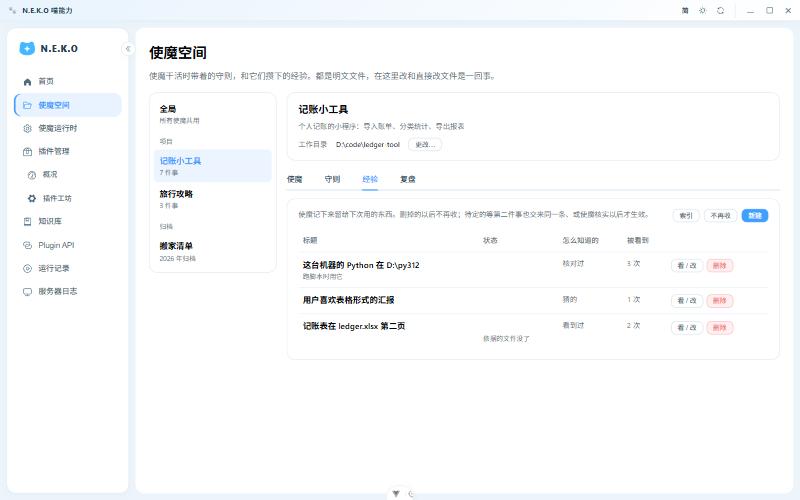 N.E.K.O 喵能力
简
N.E.K.O
首页
使魔空间
使魔运行时
插件管理
概况
插件工坊
知识库
Plugin API
运行记录
服务器日志
使魔空间
使魔干活时带着的守则，和它们攒下的经验。都是明文文件，在这里改和直接改文件是一回事。
全局
所有使魔共用
项目
记账小工具
7 件事
旅行攻略
3 件事
归档
搬家清单
2026 年归档
记账小工具
个人记账的小程序：导入账单、分类统计、导出报表
工作目录 D:\code\ledger-tool 更改…
使魔 守则 经验 复盘
使魔记下来留给下次用的东西。删掉的以后不再收；待定的等第二件事也交来同一条、或使魔核实以后才生效。 索引 不再收 新建
标题 状态 怎么知道的 被看到
这台机器的 Python 在 D:\py312 核对过 3 次 看 / 改 删除
跑脚本时用它
用户喜欢表格形式的汇报 猜的 1 次 看 / 改 删除
记账表在 ledger.xlsx 第二页 看到过 2 次 看 / 改 删除
依据的文件没了